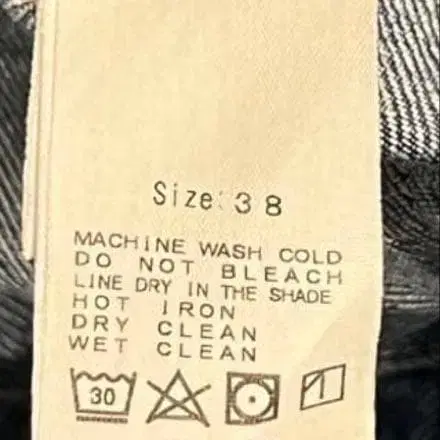 Size:38
MACHINE WASH COLD
DO NOT BLEACH
LINE DRY IN THE SHADE
HOT IRON
DRY CLEAN
WET CLEAN
30